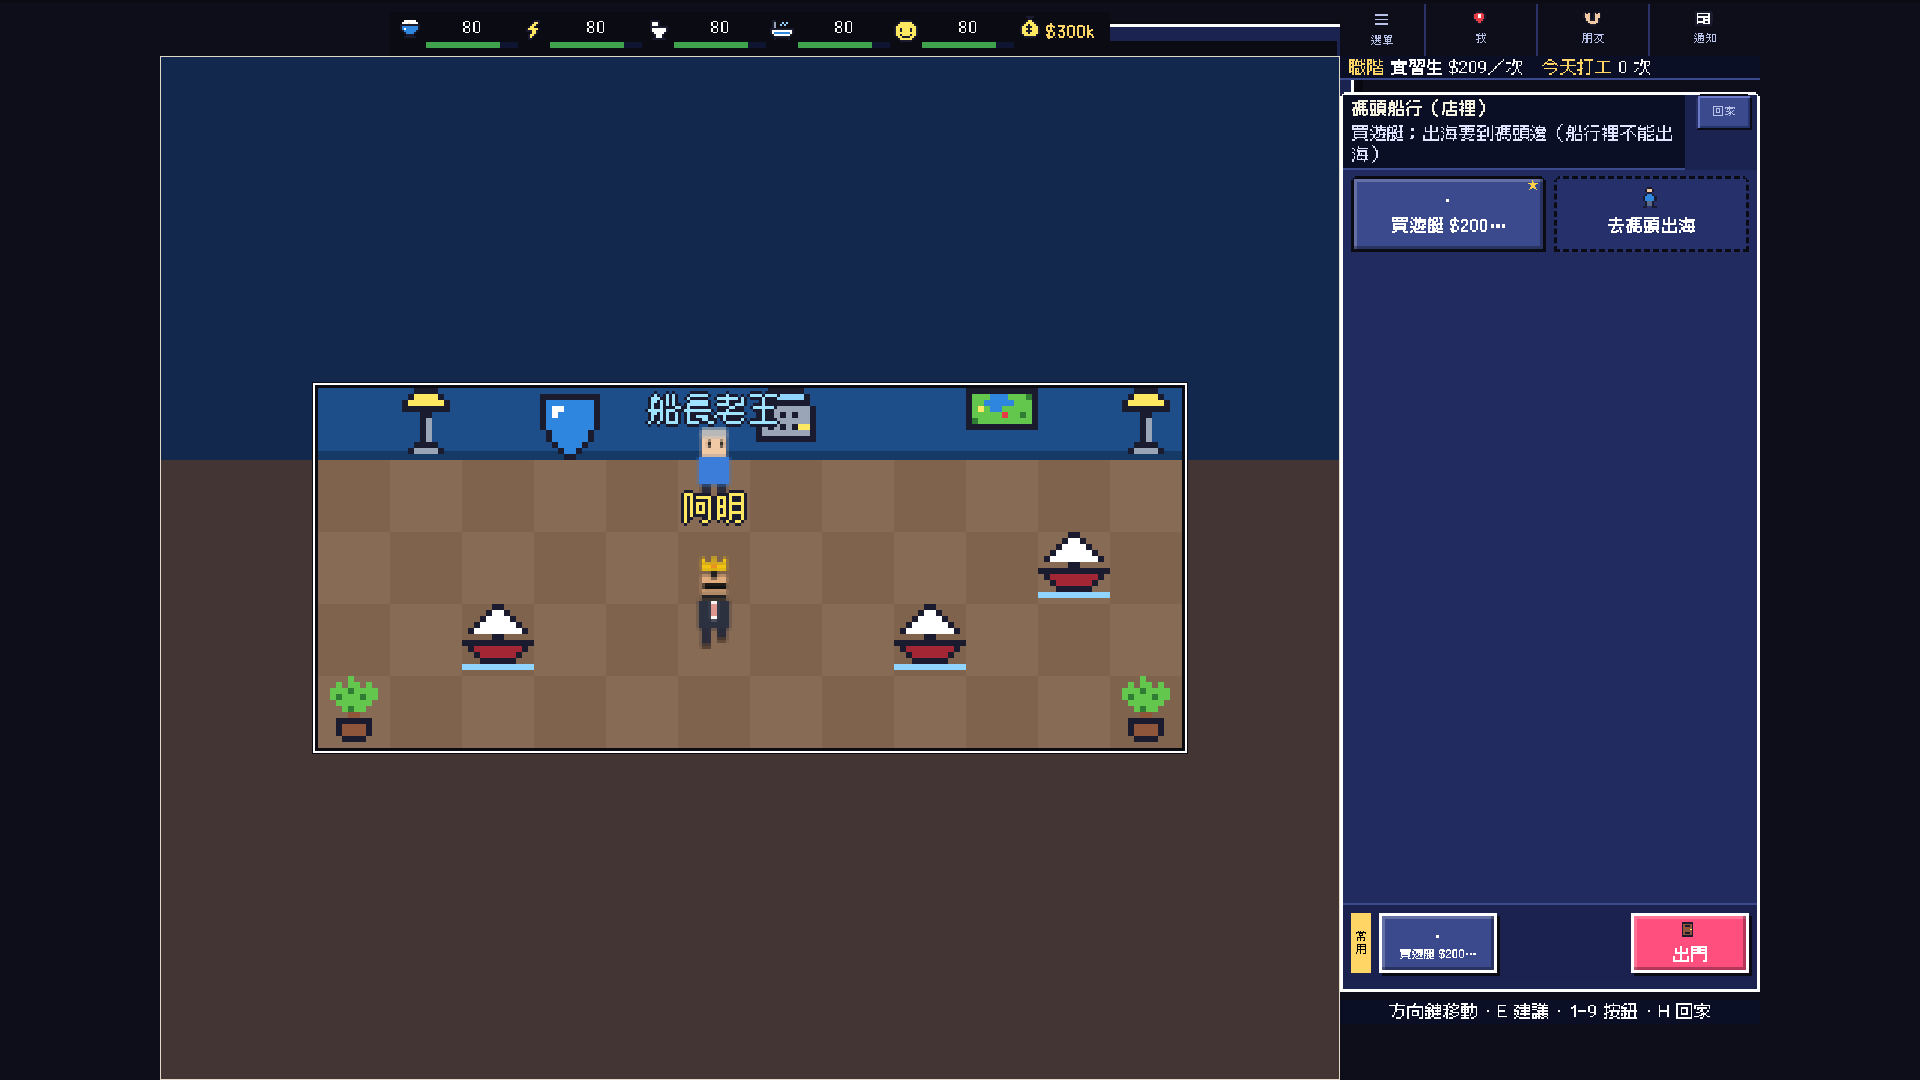 80
80
80
80
80
$300k
選單
我
朋友
通知
職階 實習生 $209／次 今天打工 0 次
碼頭船行（店裡）
回家
買遊艇；出海要到碼頭邊（船行裡不能出
海）
買遊艇 $200…
去碼頭出海
船長老王
阿明
常用
買遊艇 $200…
出門
方向鍵移動 · E 建議 · 1-9 按鈕 · H 回家